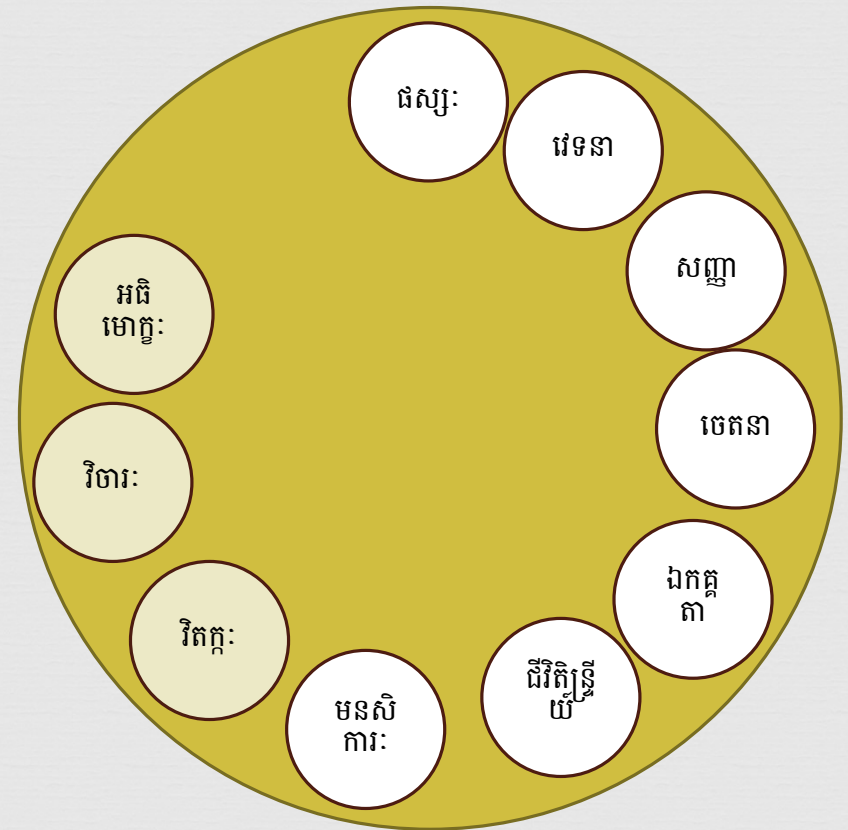 ផស្សៈ
វេទនា
សញ្ញា
ចេតនា
ឯកគ្គ
តា
ជីវិតិន្ទ្រី
យ៍
មនសិ
ការៈ
វិតក្កៈ
វិចារៈ
អធិ
មោក្ខៈ